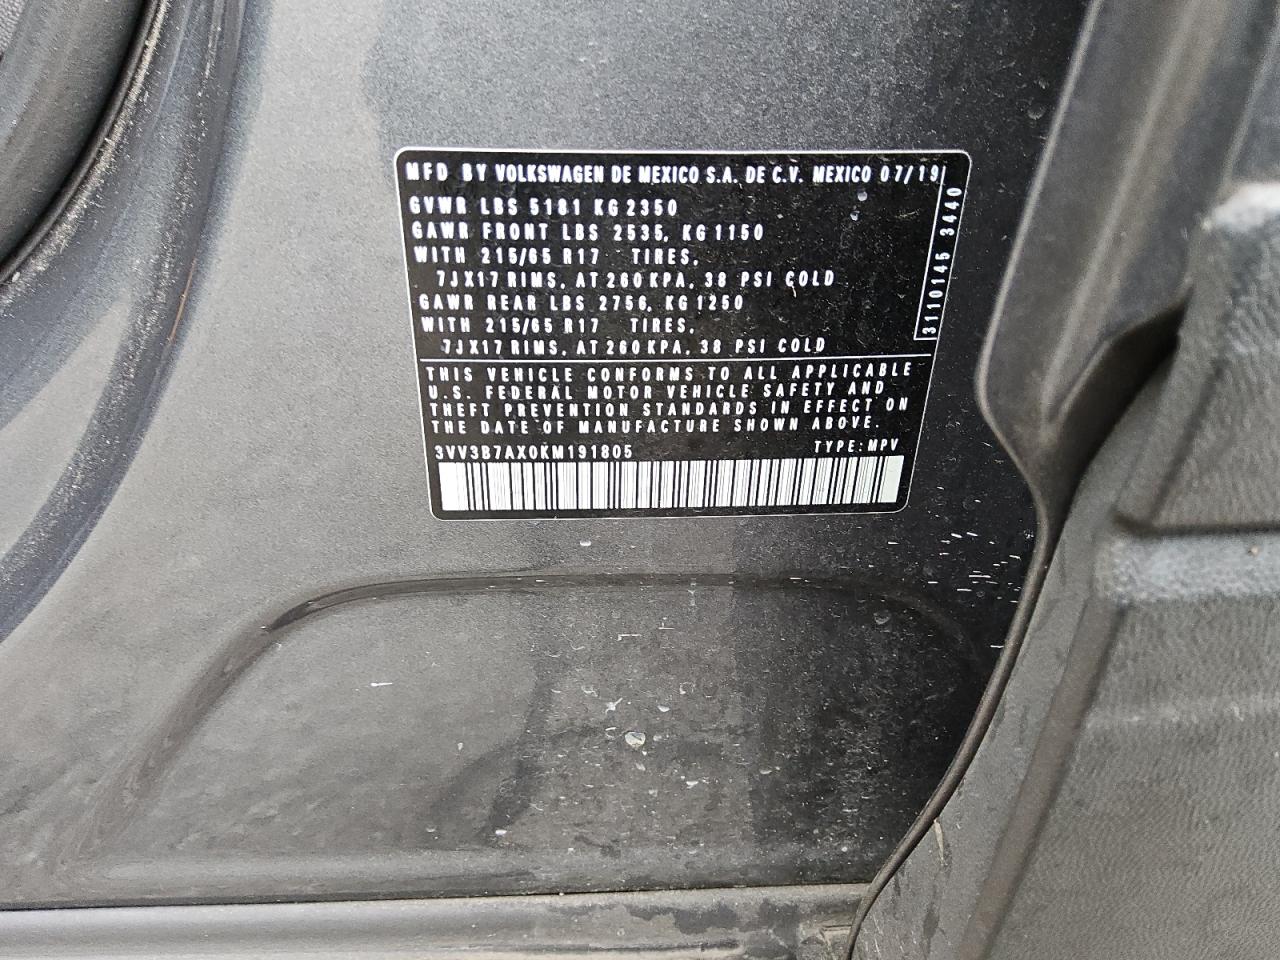 MFD BY VOLKSWAGEN DE MEXICO S.A. DE C.V. MEXICO 07/19
GVWR LBS 5181 KG 2350
GAWR FRONT LBS 2535, KG 1150
WITH 215/65 R17 TIRES,
7JX17 RIMS, AT 260 KPA, 38 PSI COLD
GAWR REAR LBS 2756, KG 1250
WITH 215/65 R17 TIRES,
7JX17 RIMS, AT 260 KPA, 38 PSI COLD
3110145 3440
THIS VEHICLE CONFORMS TO ALL APPLICABLE
U.S. FEDERAL MOTOR VEHICLE SAFETY AND
THEFT PREVENTION STANDARDS IN EFFECT ON
THE DATE OF MANUFACTURE SHOWN ABOVE.
3VV3B7AX0KM191805 TYPE: MPV